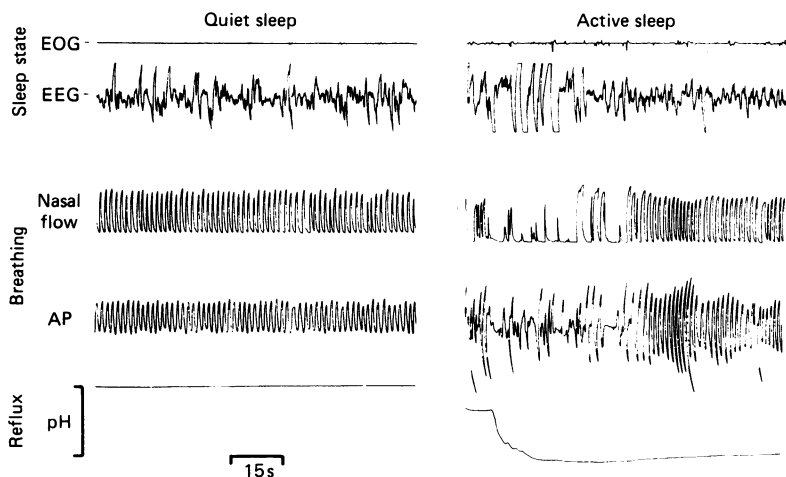 Quiet sleep
Active sleep
Sleep state
EOG
EEG
Breathing
Nasal
flow
AP
Reflux
pH
15s